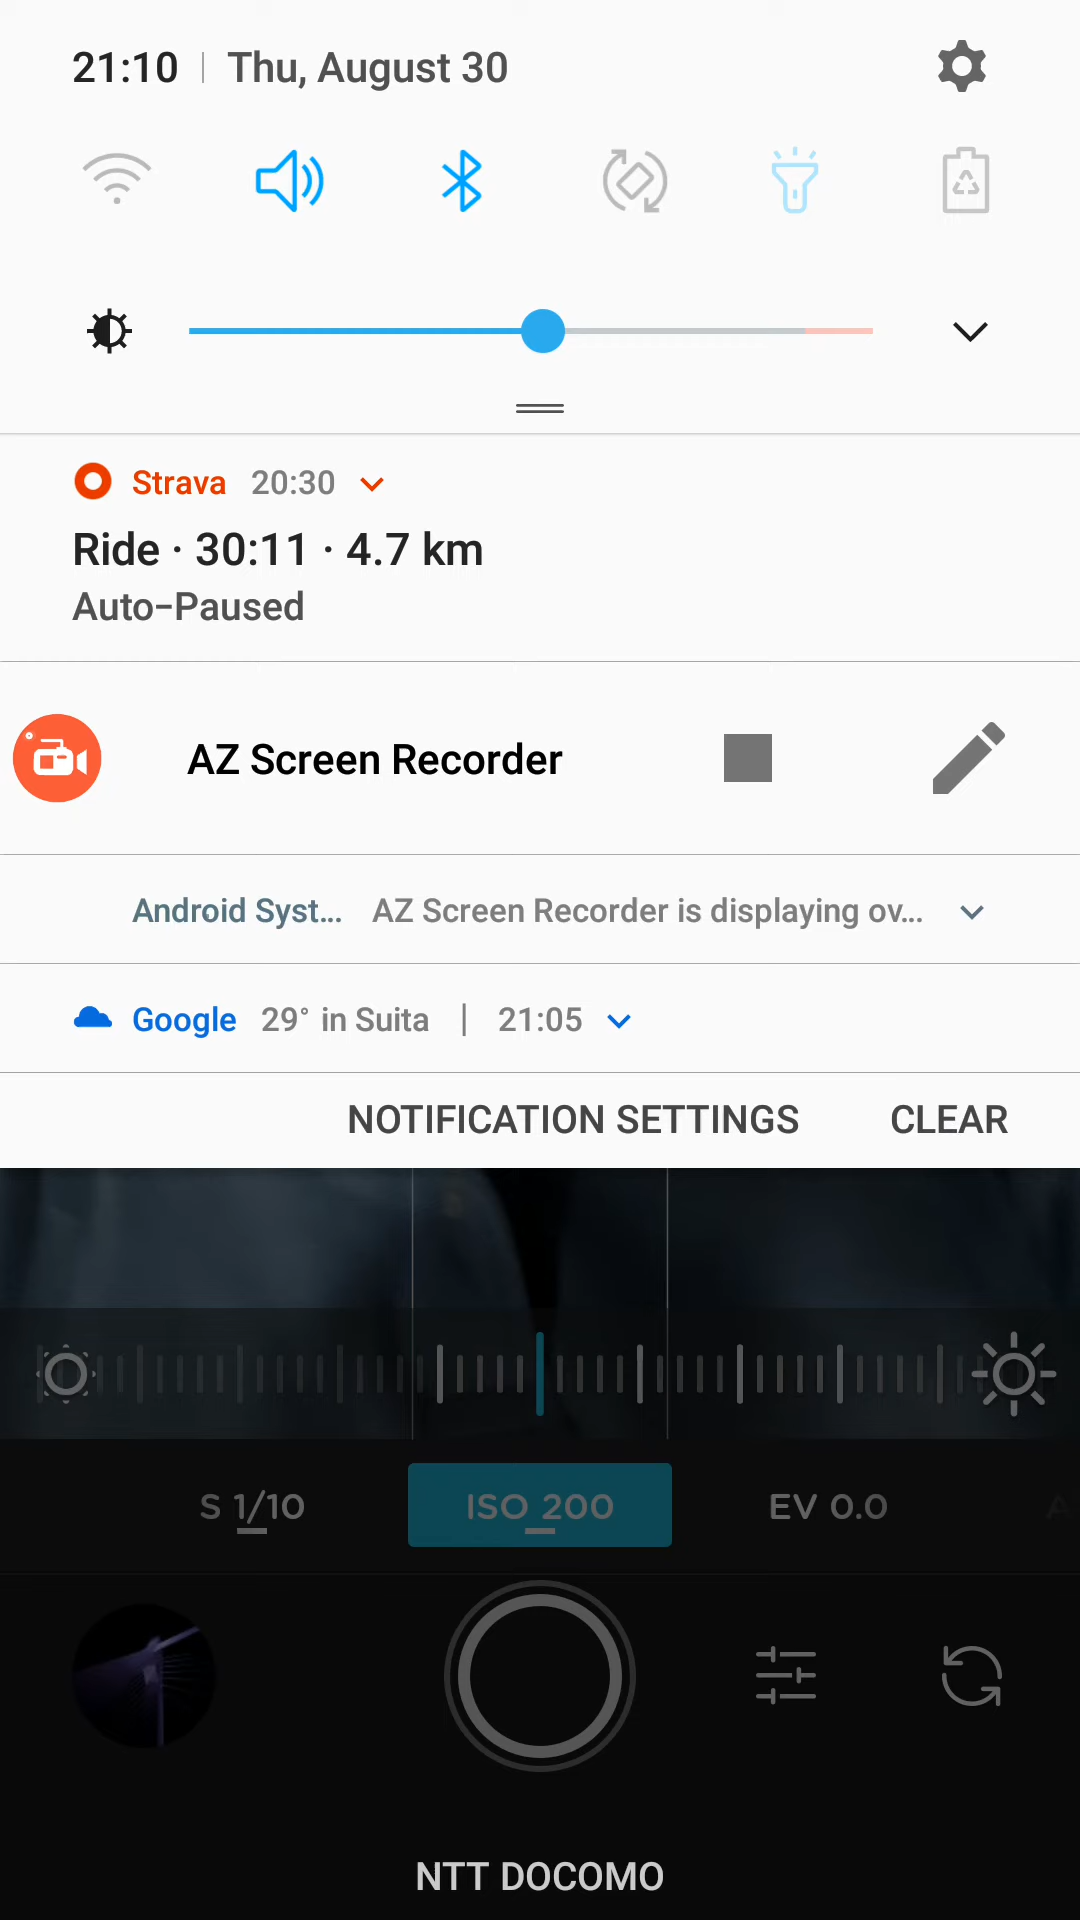 21:10 | Thu, August 30
Strava 20:30
Ride · 30:11 · 4.7 km
Auto-Paused
AZ Screen Recorder
Android Syst... AZ Screen Recorder is displaying ov...
Google 29° in Suita | 21:05
NOTIFICATION SETTINGS CLEAR
S 1/10 ISO 200 EV 0.0 A
NTT DOCOMO